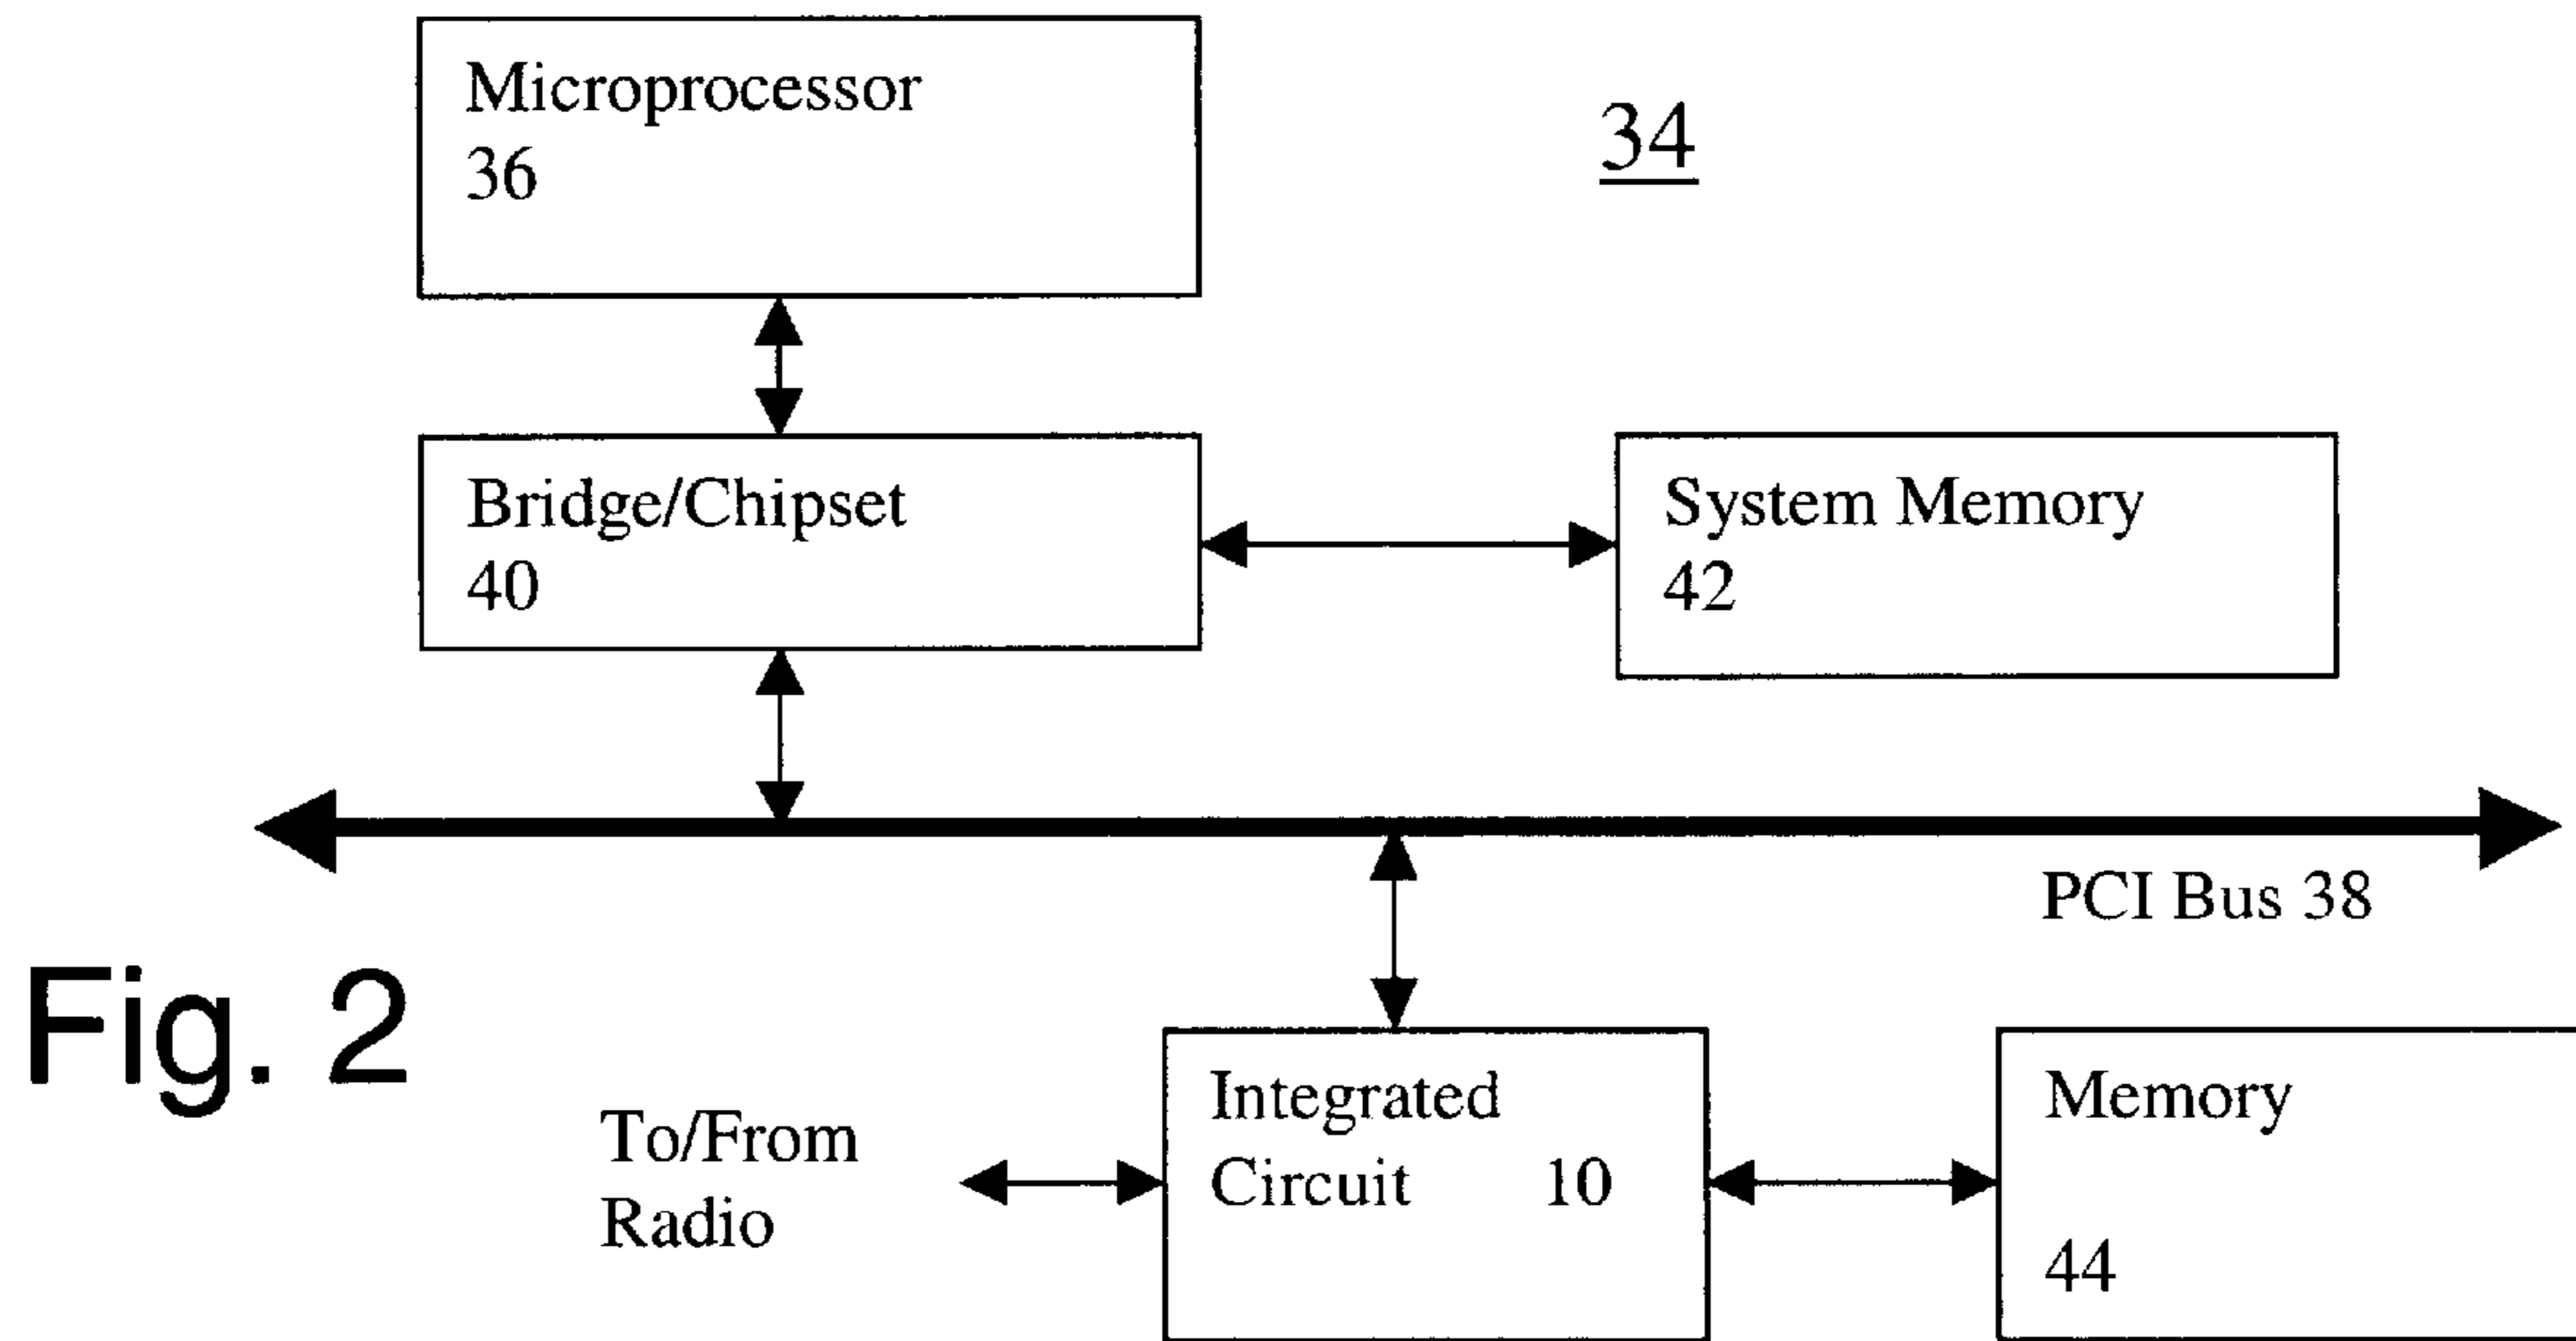 Microprocessor
36
34
Bridge/Chipset
40
System Memory
42
PCI Bus 38
Fig. 2
To/From
Radio
Integrated
Circuit 10
Memory
44